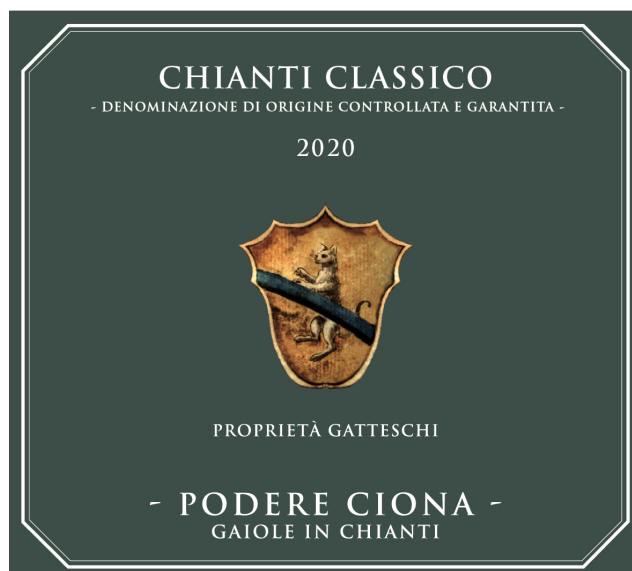 CHIANTI CLASSICO
- DENOMINAZIONE DI ORIGINE CONTROLLATA E GARANTITA -
2020
PROPRIETÀ GATTESCHI
- PODERE CIONA -
GAIOLE IN CHIANTI